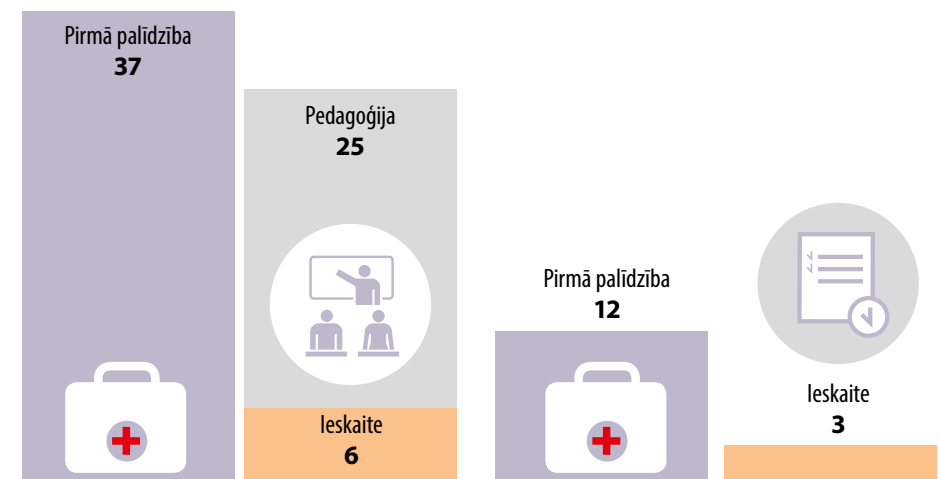 Pirmā palīdzība
37
Pedagoģija
25
Ieskaite
6
Pirmā palīdzība
12
Ieskaite
3